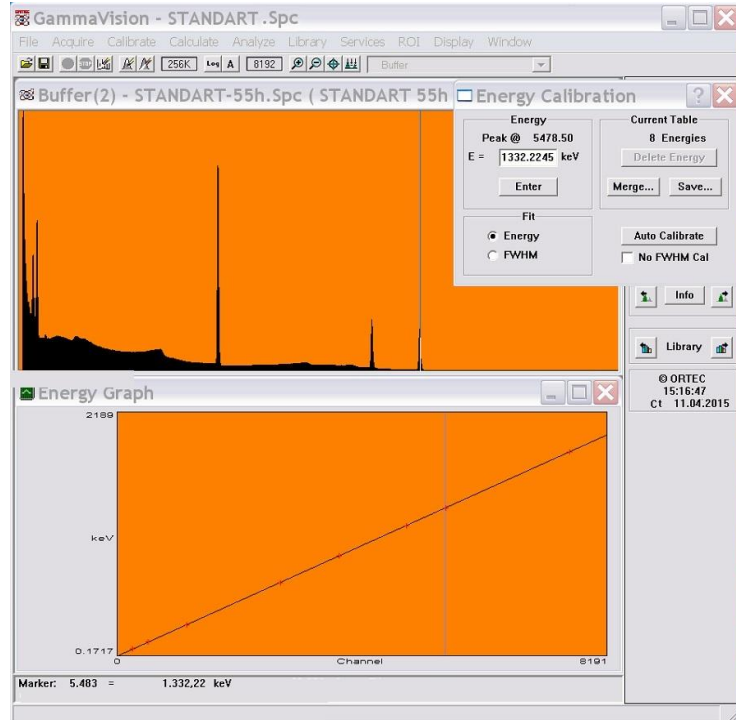 GammaVision - STANDART .Spc
File Acquire Calibrate Calculate Analyze Library Services ROI Display Window
256K Log A 8192 Buffer
Buffer(2) - STANDART-55h.Spc ( STANDART 55h
Energy Calibration
Energy
Peak @ 5478.50
E = 1332.2245 keV
Enter
Current Table
8 Energies
Delete Energy
Merge... Save...
Fit
Energy
FWHM
Auto Calibrate
No FWHM Cal
Info
Library
© ORTEC
15:16:47
Ct 11.04.2015
Energy Graph
2189
keV
0.1717
0 Channel 8191
Marker: 5.483 = 1.332,22 keV